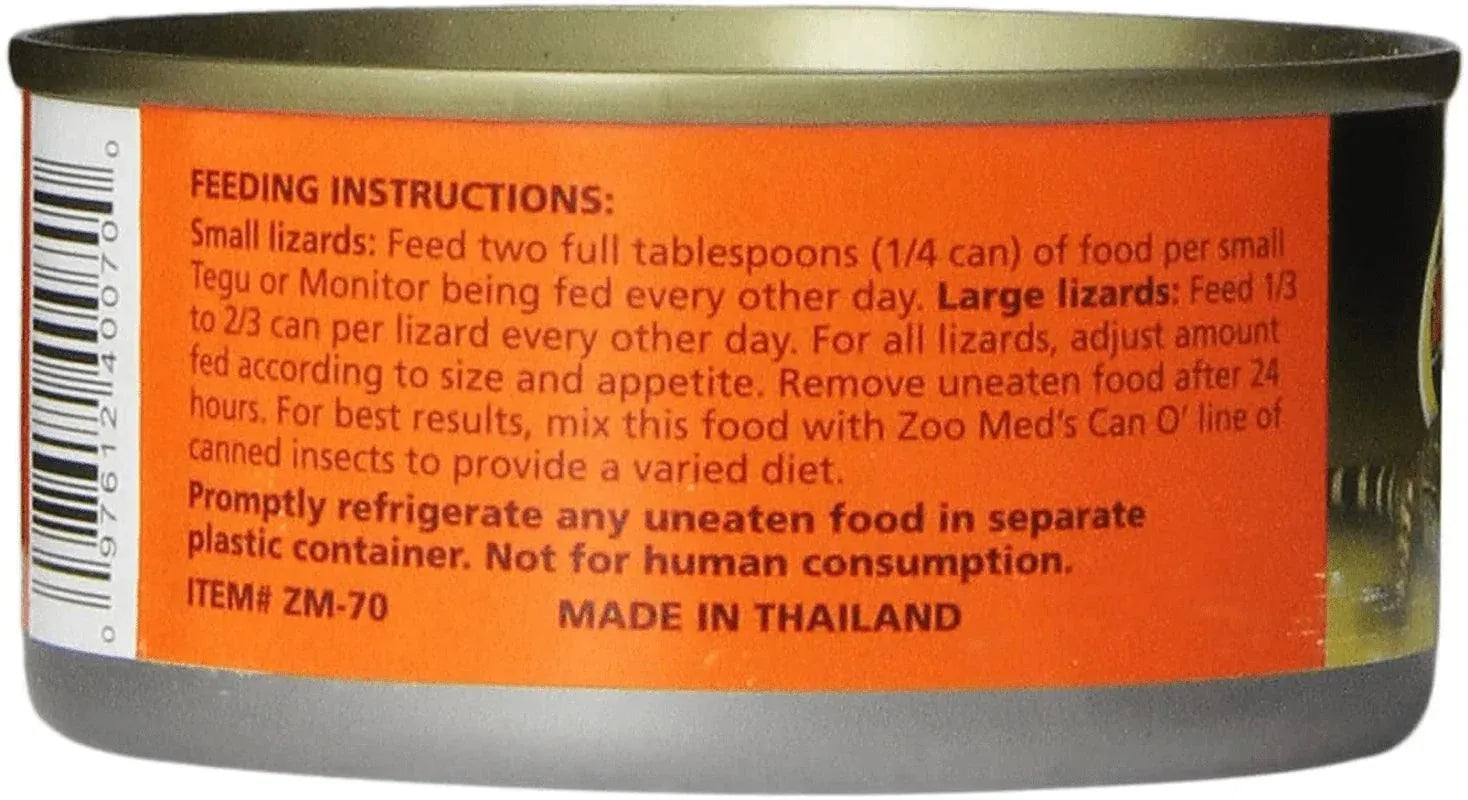 FEEDING INSTRUCTIONS:
Small lizards: Feed two full tablespoons (1/4 can) of food per small
Tegu or Monitor being fed every other day. Large lizards: Feed 1/3
to 2/3 can per lizard every other day. For all lizards, adjust amount
fed according to size and appetite. Remove uneaten food after 24
hours. For best results, mix this food with Zoo Med's Can O' line of
canned insects to provide a varied diet.
Promptly refrigerate any uneaten food in separate
plastic container. Not for human consumption.
ITEM# ZM-70 MADE IN THAILAND
0 97612 40070 0